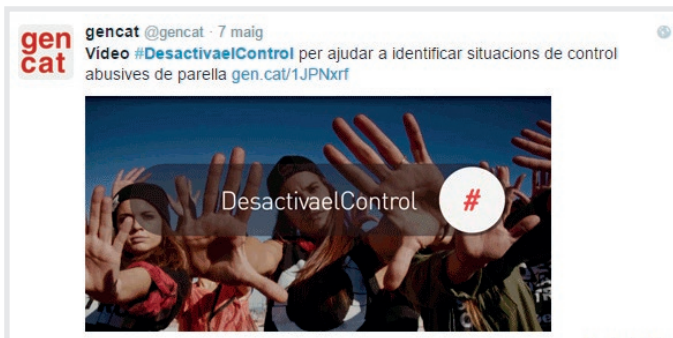 gen
cat
gencat @gencat · 7 maig
Vídeo #DesactivaelControl per ajudar a identificar situacions de control
abusives de parella gen.cat/1JPNxrf
DesactivaelControl #